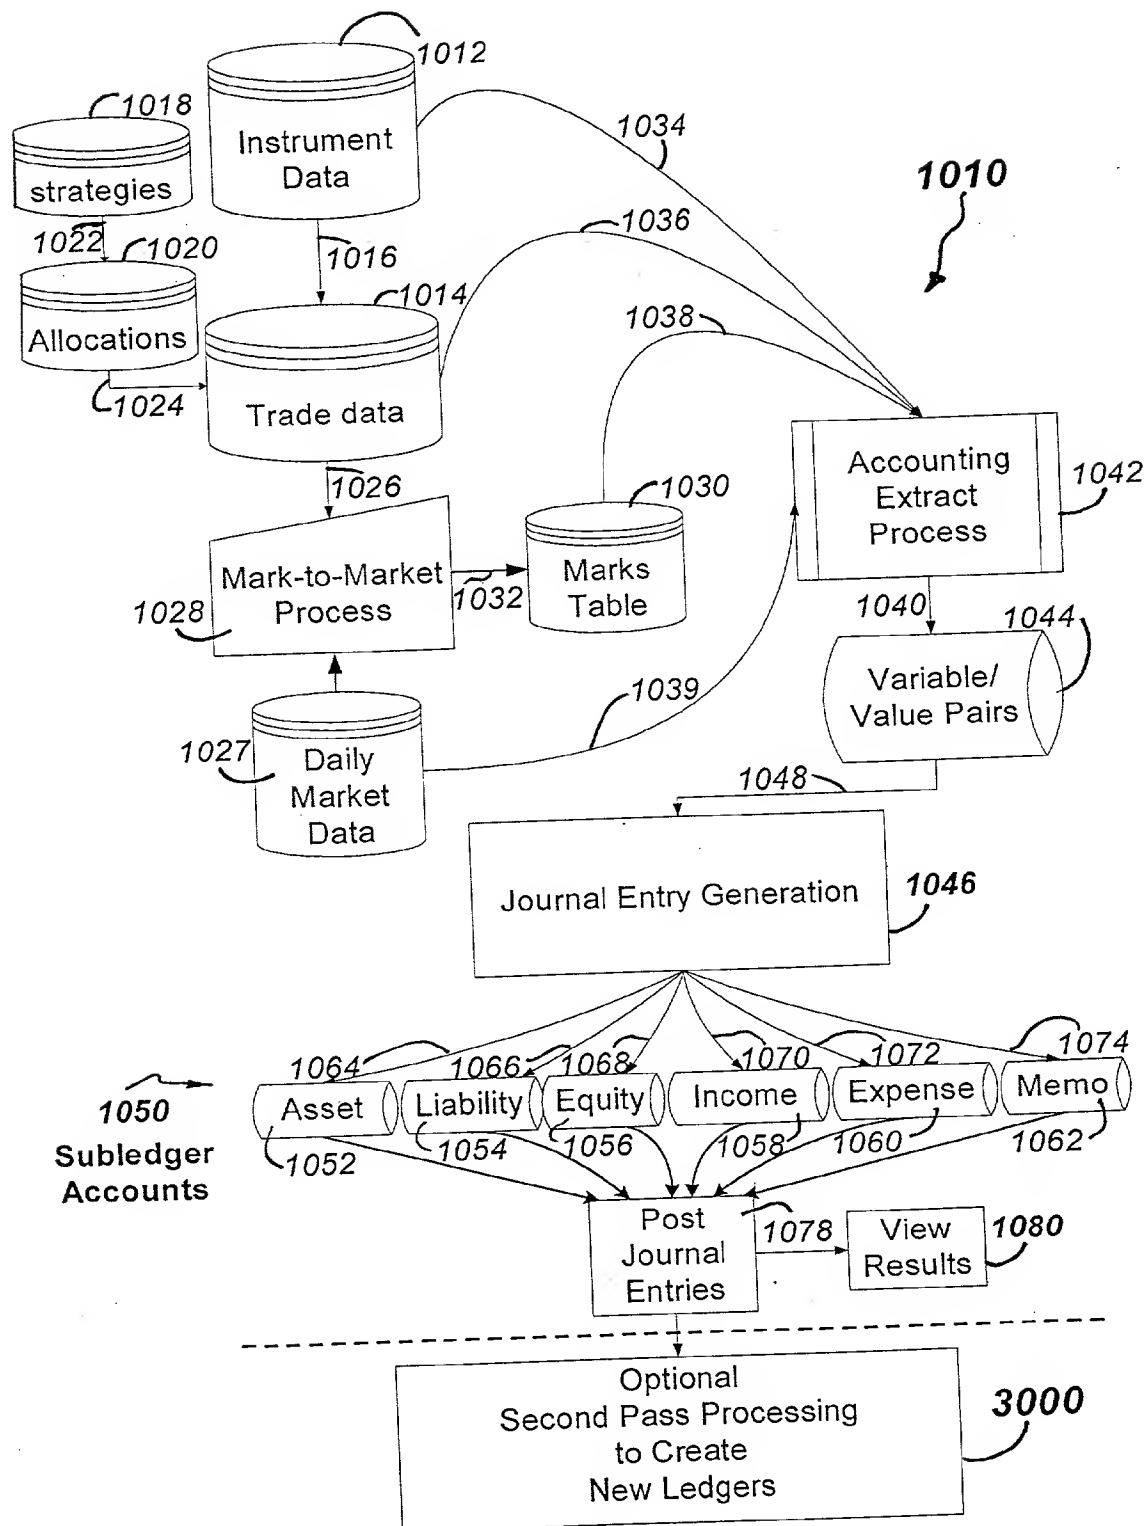 1012
1018
Instrument
Data
1034
strategies
1010
1022
1020
1036
1016
1014
1038
Allocations
1024
Trade data
1026
1030
Accounting
Extract
Process
1042
Mark-to-Market
Process
1032
Marks
Table
1028
1040
1044
Variable/
Value Pairs
1039
1027
Daily
Market
Data
1048
Journal Entry Generation
1046
1064
1066
1068
1070
1072
1074
1050
Subledger
Accounts
Asset
Liability
Equity
Income
Expense
Memo
1052
1054
1056
1058
1060
1062
Post
Journal
Entries
1078
View
Results
1080
Optional
Second Pass Processing
to Create
New Ledgers
3000